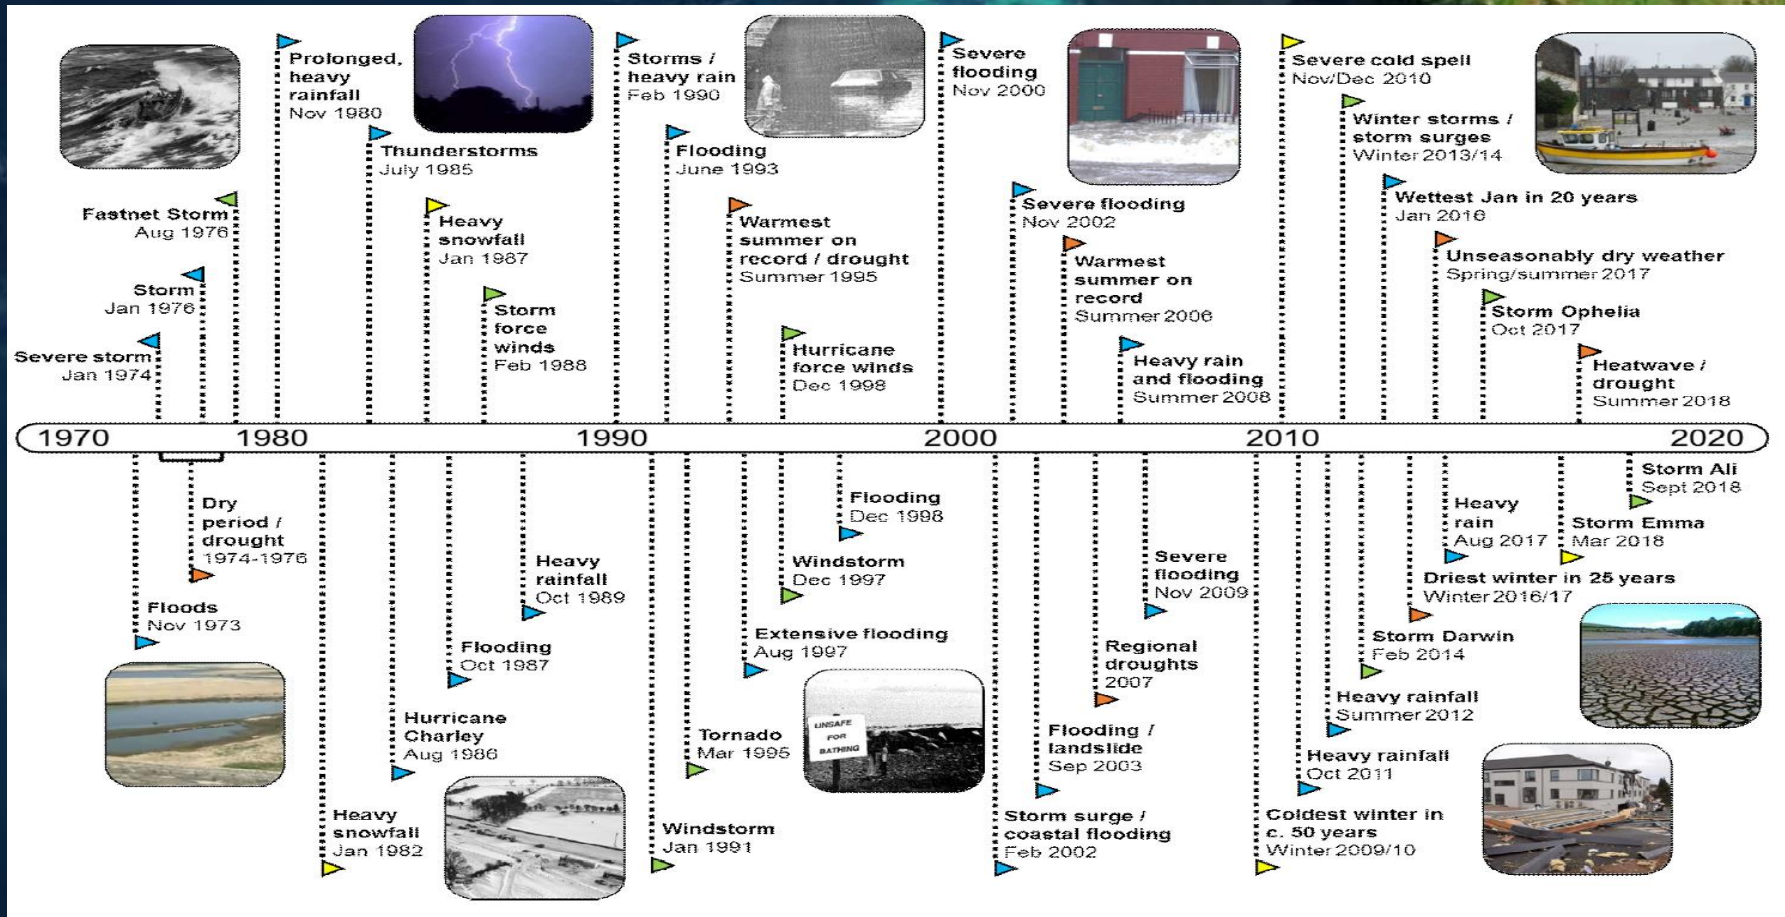 Prolonged,
heavy
rainfall
Nov 1980
Storms /
heavy rain
Feb 1990
Severe
flooding
Nov 2000
Severe cold spell
Nov/Dec 2010
Thunderstorms
July 1985
Flooding
June 1993
Winter storms /
storm surges
Winter 2013/14
Fastnet Storm
Aug 1976
Heavy
snowfall
Jan 1987
Warmest
summer on
record / drought
Summer 1995
Severe flooding
Nov 2002
Wettest Jan in 20 years
Jan 2016
Storm
Jan 1976
Storm
force
winds
Feb 1988
Warmest
summer on
record
Summer 2006
Unseasonably dry weather
Spring/summer 2017
Severe storm
Jan 1974
Hurricane
force winds
Dec 1998
Heavy rain
and flooding
Summer 2008
Storm Ophelia
Oct 2017
Heatwave /
drought
Summer 2018
1970 1980 1990 2000 2010 2020
Dry
period /
drought
1974-1976
Floods
Nov 1973
Heavy
snowfall
Jan 1982
Hurricane
Charley
Aug 1986
Flooding
Oct 1987
Heavy
rainfall
Oct 1989
Windstorm
Jan 1991
Tornado
Mar 1995
Extensive flooding
Aug 1997
Windstorm
Dec 1997
Flooding
Dec 1998
UNSAFE
FOR
BATHING
Storm surge /
coastal flooding
Feb 2002
Flooding /
landslide
Sep 2003
Regional
droughts
2007
Severe
flooding
Nov 2009
Coldest winter in
c. 50 years
Winter 2009/10
Heavy rainfall
Oct 2011
Heavy rainfall
Summer 2012
Storm Darwin
Feb 2014
Driest winter in 25 years
Winter 2016/17
Heavy
rain
Aug 2017
Storm Emma
Mar 2018
Storm Ali
Sept 2018